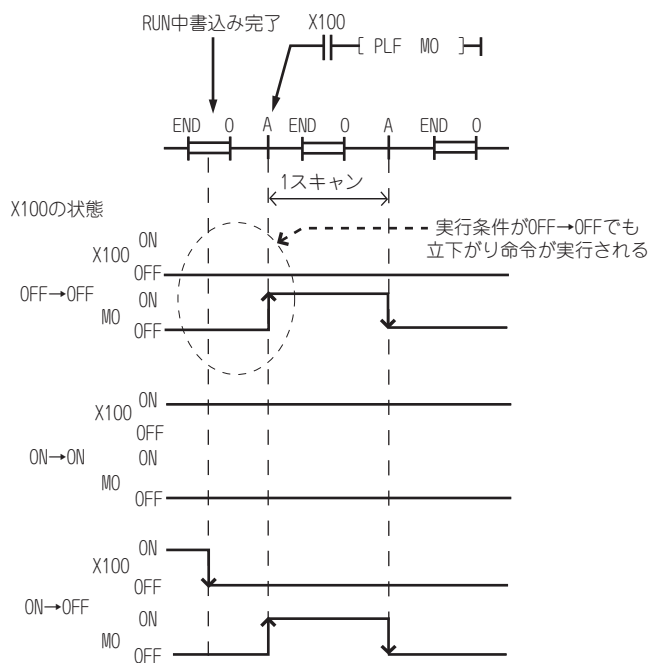 RUN中書込み完了
X100
PLF M0
END 0 A END 0 A END 0
1スキャン
X100の状態
実行条件がOFF→OFFでも
立下がり命令が実行される
OFF→OFF
X100
ON
OFF
M0
ON
OFF
ON→ON
X100
ON
OFF
M0
ON
OFF
ON→OFF
X100
ON
OFF
M0
ON
OFF